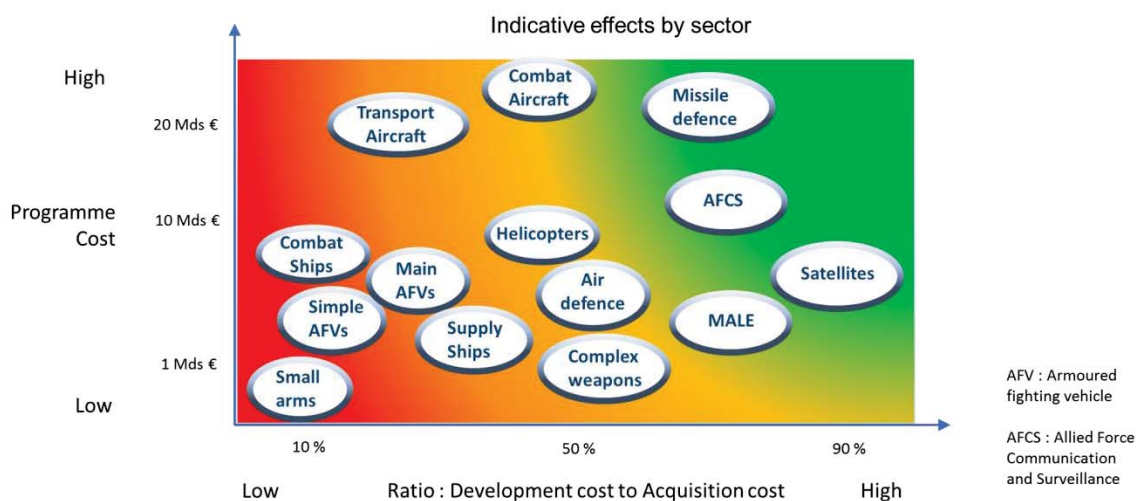 Indicative effects by sector
High
20 Mds €
Programme
Cost
10 Mds €
1 Mds €
Low
Combat
Aircraft
Missile
defence
Transport
Aircraft
AFCS
Helicopters
Combat
Ships
Main
AFVs
Air
defence
Satellites
Simple
AFVs
Supply
Ships
MALE
Complex
weapons
Small
arms
10 %
50 %
90 %
Low
Ratio : Development cost to Acquisition cost
High
AFV : Armoured
fighting vehicle
AFCS : Allied Force
Communication
and Surveillance